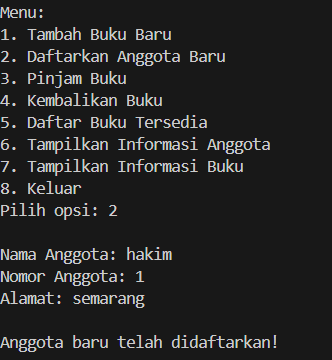 Menu:
1. Tambah Buku Baru
2. Daftarkan Anggota Baru
3. Pinjam Buku
4. Kembalikan Buku
5. Daftar Buku Tersedia
6. Tampilkan Informasi Anggota
7. Tampilkan Informasi Buku
8. Keluar
Pilih opsi: 2
Nama Anggota: hakim
Nomor Anggota: 1
Alamat: semarang
Anggota baru telah didaftarkan!